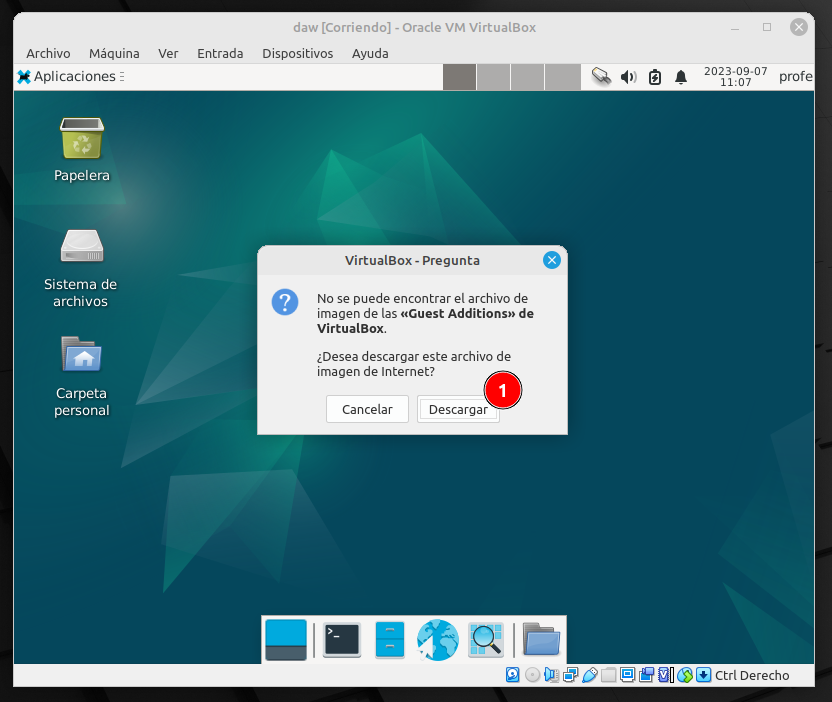 daw [Corriendo] - Oracle VM VirtualBox
Archivo Máquina Ver Entrada Dispositivos Ayuda
Aplicaciones
2023-09-07
11:07
profe
Papelera
Sistema de
archivos
Carpeta
personal
VirtualBox - Pregunta
No se puede encontrar el archivo de
imagen de las «Guest Additions» de
VirtualBox.
¿Desea descargar este archivo de
imagen de Internet?
1
Cancelar Descargar
Ctrl Derecho